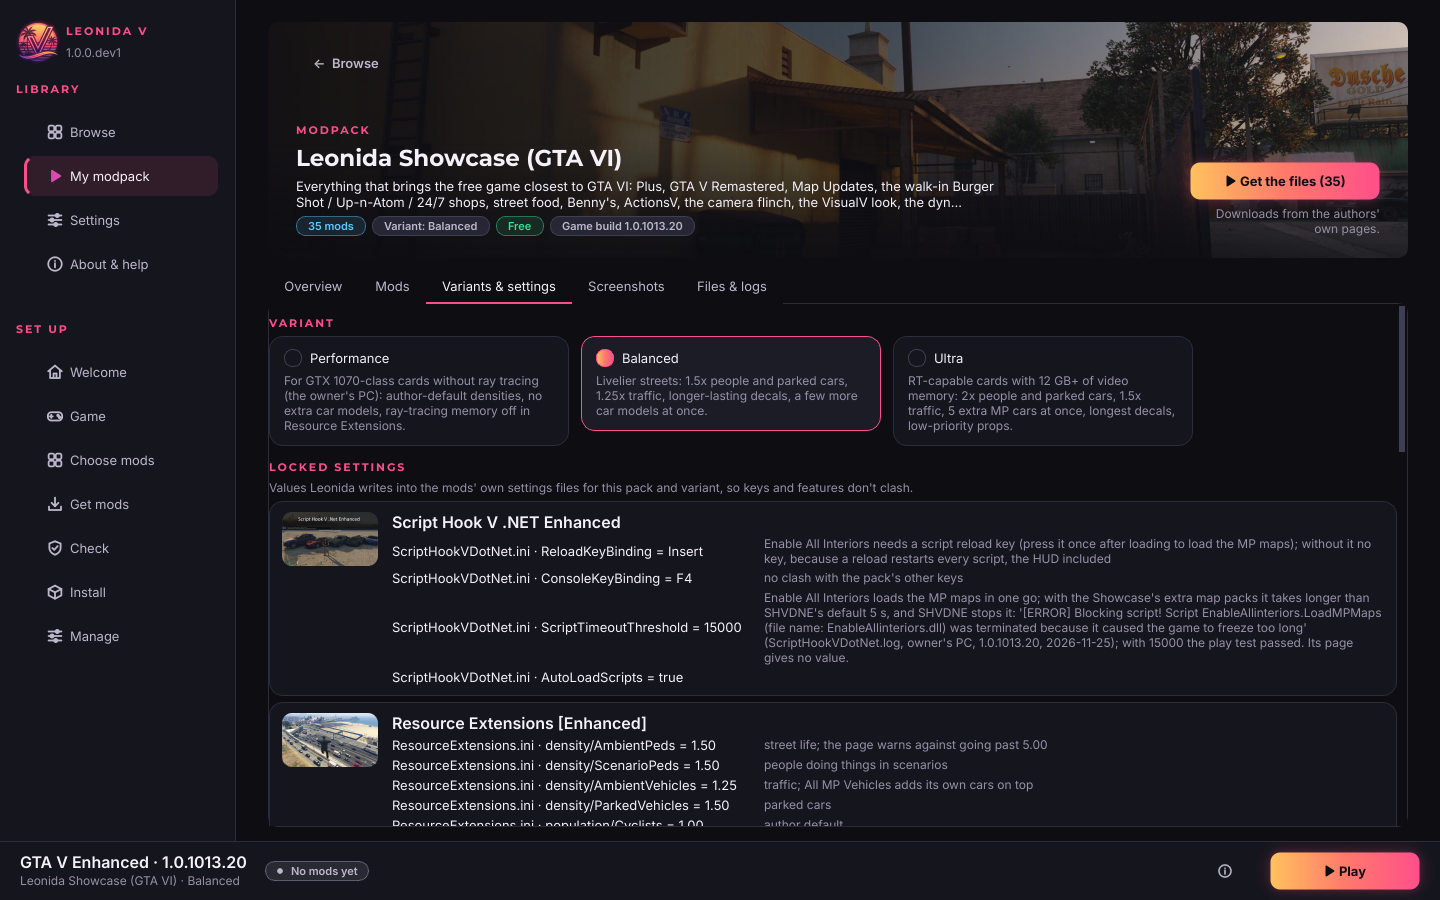 LEONIDA V
1.0.0.dev1
LIBRARY
Browse
My modpack
Settings
About & help
SET UP
Welcome
Game
Choose mods
Get mods
Check
Install
Manage
← Browse
MODPACK
Leonida Showcase (GTA VI)
Everything that brings the free game closest to GTA VI: Plus, GTA V Remastered, Map Updates, the walk-in Burger
Shot / Up-n-Atom / 24/7 shops, street food, Benny's, ActionsV, the camera flinch, the VisualV look, the dyn...
35 mods
Variant: Balanced
Free
Game build 1.0.1013.20
Dusche
GOLD
Get the files (35)
Downloads from the authors'
own pages.
Overview
Mods
Variants & settings
Screenshots
Files & logs
VARIANT
Performance
For GTX 1070-class cards without ray tracing
(the owner's PC): author-default densities, no
extra car models, ray-tracing memory off in
Resource Extensions.
Balanced
Livelier streets: 1.5x people and parked cars,
1.25x traffic, longer-lasting decals, a few more
car models at once.
Ultra
RT-capable cards with 12 GB+ of video
memory: 2x people and parked cars, 1.5x
traffic, 5 extra MP cars at once, longest decals,
low-priority props.
LOCKED SETTINGS
Values Leonida writes into the mods' own settings files for this pack and variant, so keys and features don't clash.
Script Hook V .Net Enhanced
Script Hook V .NET Enhanced
ScriptHookVDotNet.ini · ReloadKeyBinding = Insert
Enable All Interiors needs a script reload key (press it once after loading to load the MP maps); without it no
key, because a reload restarts every script, the HUD included
ScriptHookVDotNet.ini · ConsoleKeyBinding = F4
no clash with the pack's other keys
ScriptHookVDotNet.ini · ScriptTimeoutThreshold = 15000
Enable All Interiors loads the MP maps in one go; with the Showcase's extra map packs it takes longer than
SHVDNE's default 5 s, and SHVDNE stops it: '[ERROR] Blocking script! Script EnableAllinteriors.LoadMPMaps
(file name: EnableAllinteriors.dll) was terminated because it caused the game to freeze too long'
(ScriptHookVDotNet.log, owner's PC, 1.0.1013.20, 2026-11-25); with 15000 the play test passed. Its page
gives no value.
ScriptHookVDotNet.ini · AutoLoadScripts = true
Resource Extensions [Enhanced]
ResourceExtensions.ini · density/AmbientPeds = 1.50
street life; the page warns against going past 5.00
ResourceExtensions.ini · density/ScenarioPeds = 1.50
people doing things in scenarios
ResourceExtensions.ini · density/AmbientVehicles = 1.25
traffic; All MP Vehicles adds its own cars on top
ResourceExtensions.ini · density/ParkedVehicles = 1.50
parked cars
ResourceExtensions.ini · population/Cyclists = 1.00
author default
GTA V Enhanced · 1.0.1013.20
Leonida Showcase (GTA VI) · Balanced
No mods yet
Play